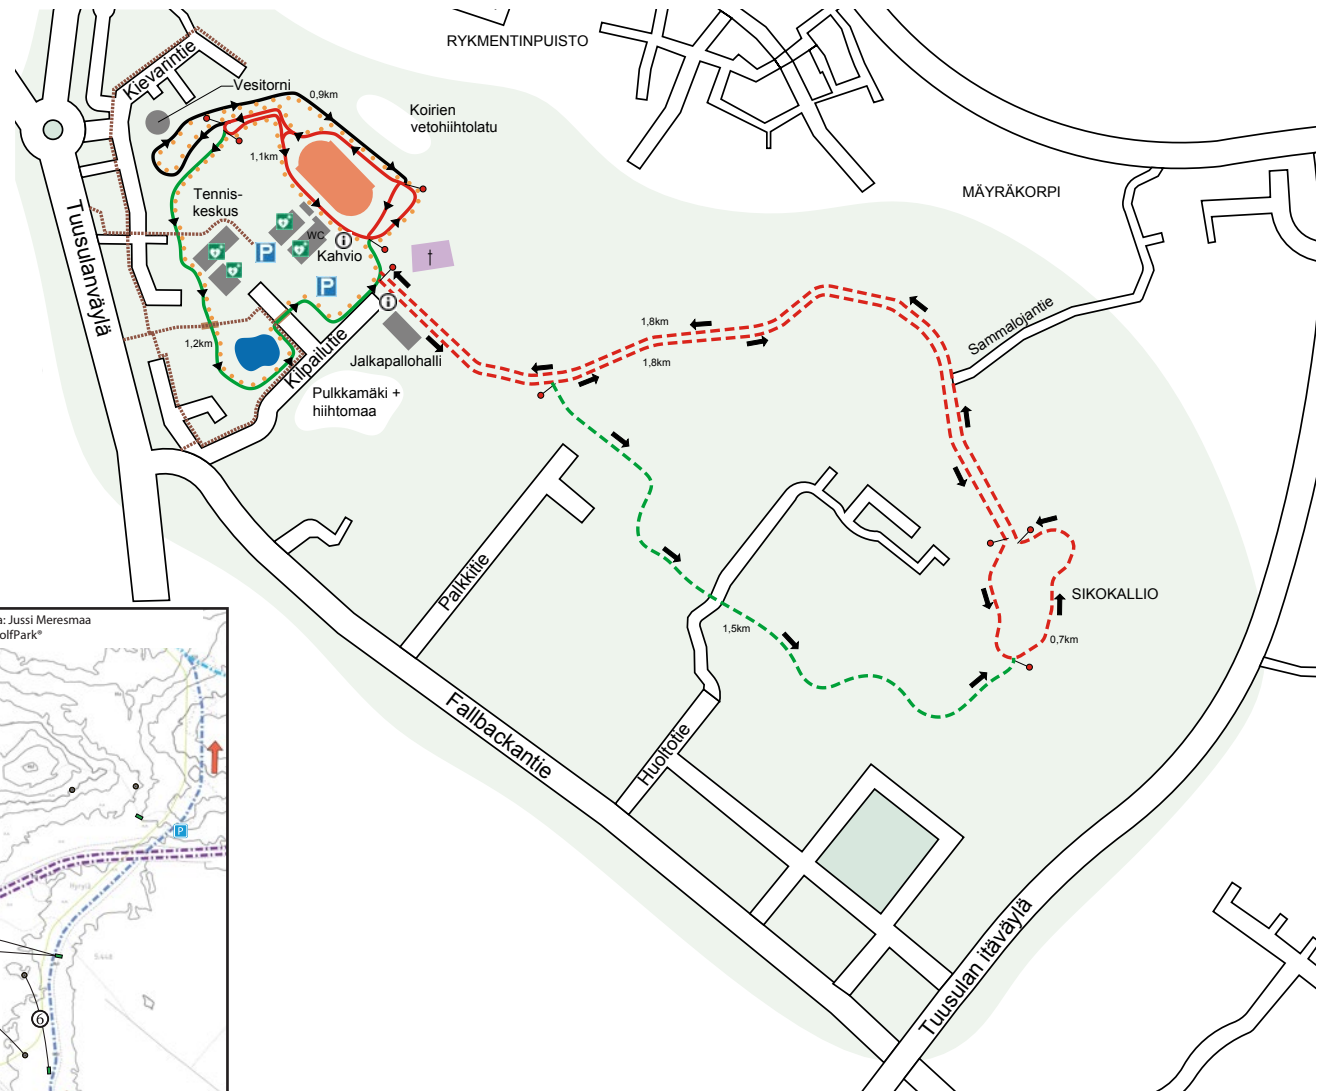 RYKMENTINPUISTO
Kievarintie
Vesitorni
0,9km
Koirien
vetohiihtolatu
1,1km
MÄYRÄKORPI
Tennis-
keskus
WC
i
Kahvio
P
†
Tuusulanväylä
P
i
1,2km
Kilpailutie
Jalkapallohalli
Pulkkamäki +
hiihtomaa
1,8km
1,8km
Sammalojantie
Palkkitie
SIKOKALLIO
1,5km
0,7km
Fallbackantie
Huoltotie
Tuusulan itäväylä
a: Jussi Meresmaa
olfPark®
P
Hyrylä
6